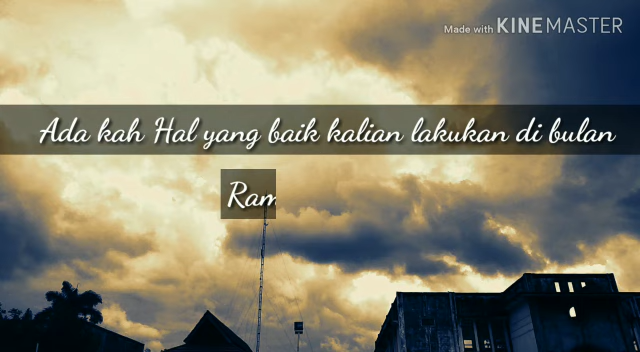 Made with KINEMASTER
Ada kah Hal yang baik kalian lakukan di bulan
Ram